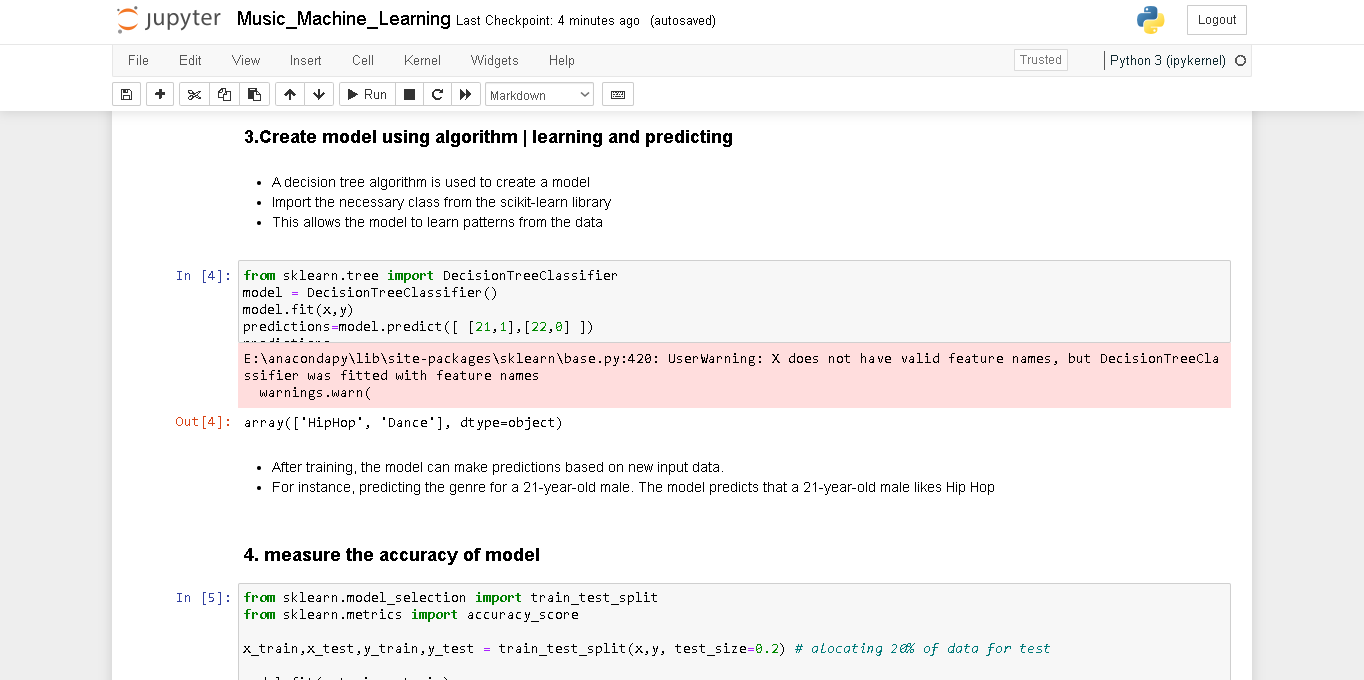 jupyter Music_Machine_Learning Last Checkpoint: 4 minutes ago (autosaved)
Logout
File Edit View Insert Cell Kernel Widgets Help Trusted Python 3 (ipykernel)
Run Markdown
3.Create model using algorithm | learning and predicting
• A decision tree algorithm is used to create a model
• Import the necessary class from the scikit-learn library
• This allows the model to learn patterns from the data
In [4]: from sklearn.tree import DecisionTreeClassifier
model = DecisionTreeClassifier()
model.fit(x,y)
predictions=model.predict([ [21,1],[22,0] ])
E:\anacondapy\lib\site-packages\sklearn\base.py:420: UserWarning: X does not have valid feature names, but DecisionTreeCla
ssifier was fitted with feature names
warnings.warn(
Out[4]: array(['HipHop', 'Dance'], dtype=object)
• After training, the model can make predictions based on new input data.
• For instance, predicting the genre for a 21-year-old male. The model predicts that a 21-year-old male likes Hip Hop
4. measure the accuracy of model
In [5]: from sklearn.model_selection import train_test_split
from sklearn.metrics import accuracy_score
x_train,x_test,y_train,y_test = train_test_split(x,y, test_size=0.2) # alocating 20% of data for test